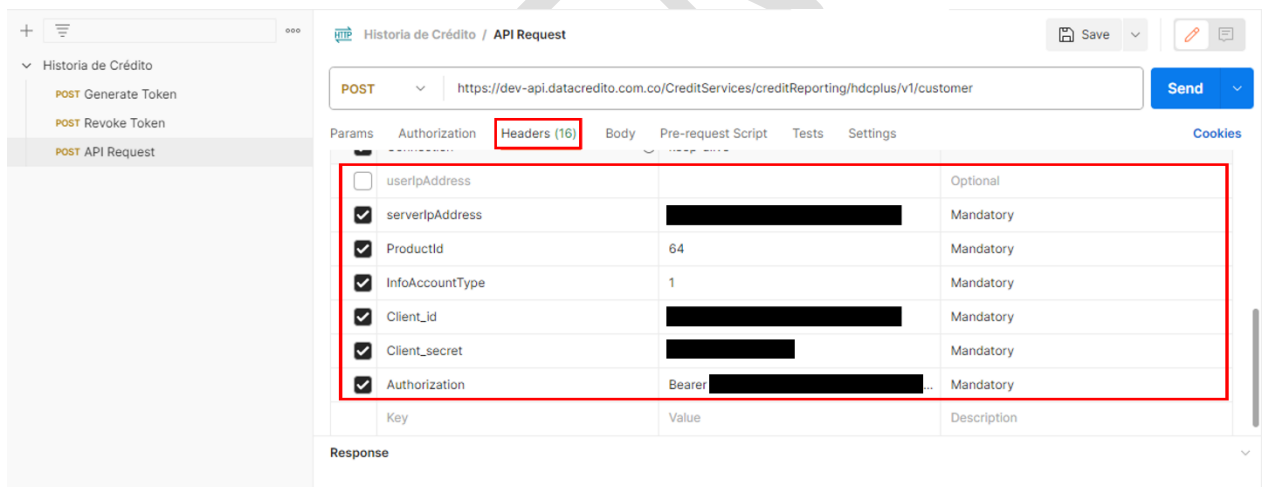 HTTP Historia de Crédito / API Request
Save
Historia de Crédito
POST Generate Token
POST Revoke Token
POST API Request
POST https://dev-api.datacredito.com.co/CreditServices/creditReporting/hdcplus/v1/customer Send
Params Authorization Headers (16) Body Pre-request Script Tests Settings Cookies
userIpAddress Optional
serverIpAddress Mandatory
ProductId 64 Mandatory
InfoAccountType 1 Mandatory
Client_id Mandatory
Client_secret Mandatory
Authorization Bearer ... Mandatory
Key Value Description
Response